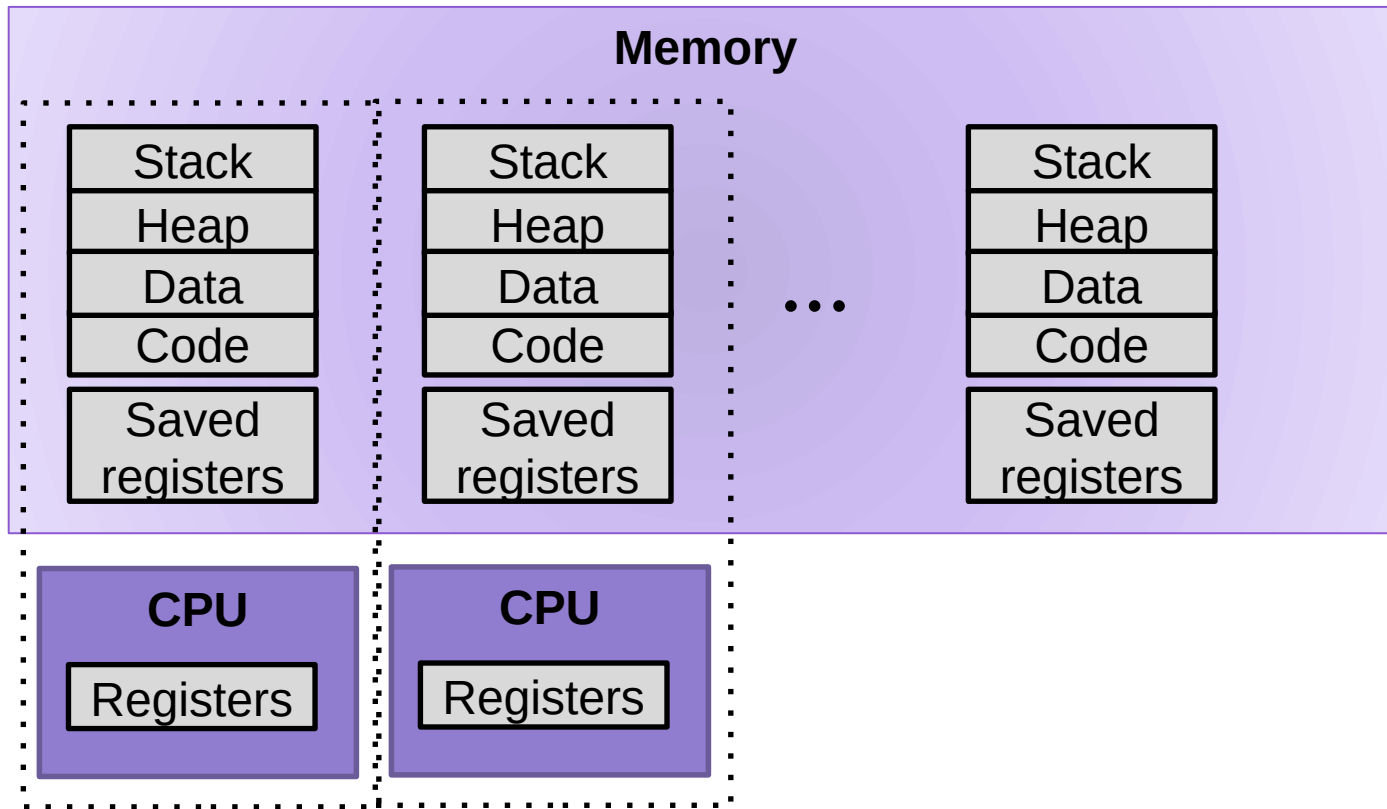 Memory
Stack
Heap
Data
Code
Saved
registers
Stack
Heap
Data
Code
Saved
registers
...
Stack
Heap
Data
Code
Saved
registers
CPU
Registers
CPU
Registers